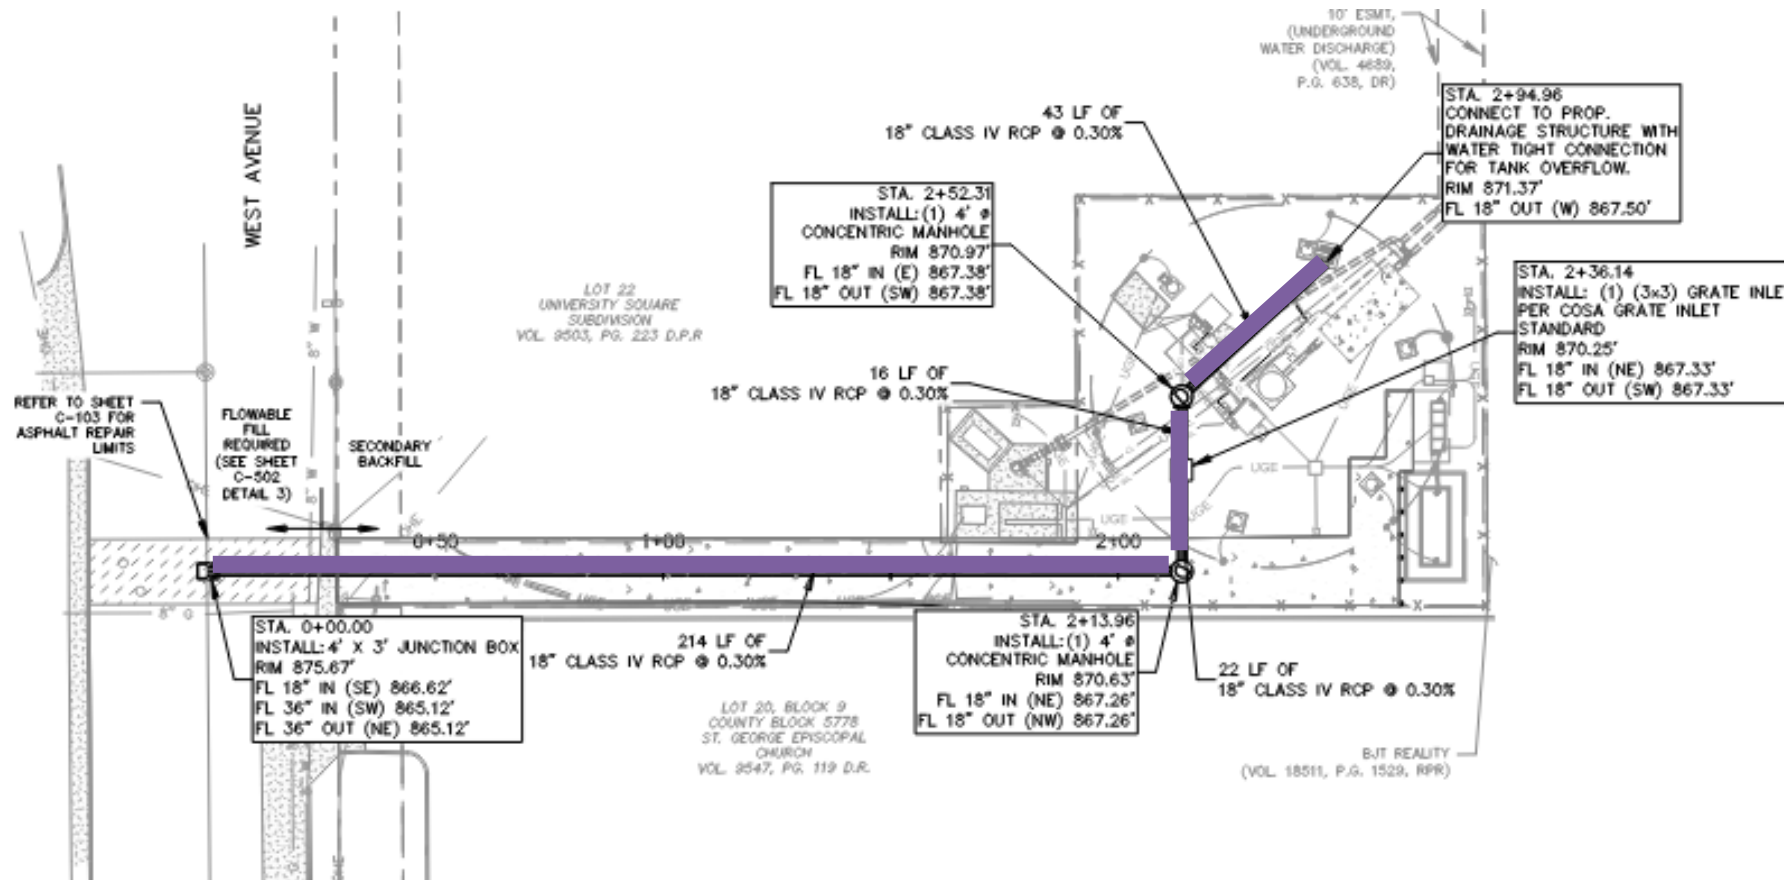 10' ESMT,
(UNDERGROUND
WATER DISCHARGE)
(VOL. 4689,
P.G. 638, DR)
STA. 2+94.96
CONNECT TO PROP.
DRAINAGE STRUCTURE WITH
WATER TIGHT CONNECTION
FOR TANK OVERFLOW.
RIM 871.37'
FL 18" OUT (W) 867.50'
43 LF OF
18" CLASS IV RCP @ 0.30%
WEST AVENUE
STA. 2+52.31
INSTALL:(1) 4' ø
CONCENTRIC MANHOLE
RIM 870.97'
FL 18" IN (E) 867.38'
FL 18" OUT (SW) 867.38'
STA. 2+36.14
INSTALL: (1) (3x3) GRATE INLE
PER COSA GRATE INLET
STANDARD
RIM 870.25'
FL 18" IN (NE) 867.33'
FL 18" OUT (SW) 867.33'
LOT 22
UNIVERSITY SQUARE
SUBDIVISION
VOL. 9503, PG. 223 D.P.R
16 LF OF
18" CLASS IV RCP @ 0.30%
REFER TO SHEET
C-103 FOR
ASPHALT REPAIR
LIMITS
FLOWABLE
FILL
REQUIRED
(SEE SHEET
C-502
DETAIL 3)
SECONDARY
BACKFILL
8" W
8" W
OHE
UGE
UGE
UGE
UGE
0+50
1+00
2+00
UGE
UGE
UGE
UGE
8" G
STA. 0+00.00
INSTALL: 4' X 3' JUNCTION BOX
RIM 875.67'
FL 18" IN (SE) 866.62'
FL 36" IN (SW) 865.12'
FL 36" OUT (NE) 865.12'
214 LF OF
18" CLASS IV RCP @ 0.30%
STA. 2+13.96
INSTALL:(1) 4' ø
CONCENTRIC MANHOLE
RIM 870.63'
FL 18" IN (NE) 867.26'
FL 18" OUT (NW) 867.26'
22 LF OF
18" CLASS IV RCP @ 0.30%
LOT 20, BLOCK 9
COUNTY BLOCK 5778
ST. GEORGE EPISCOPAL
CHURCH
VOL. 9547, PG. 119 D.R.
BJT REALITY
(VOL. 18511, P.G. 1529, RPR)
OHE